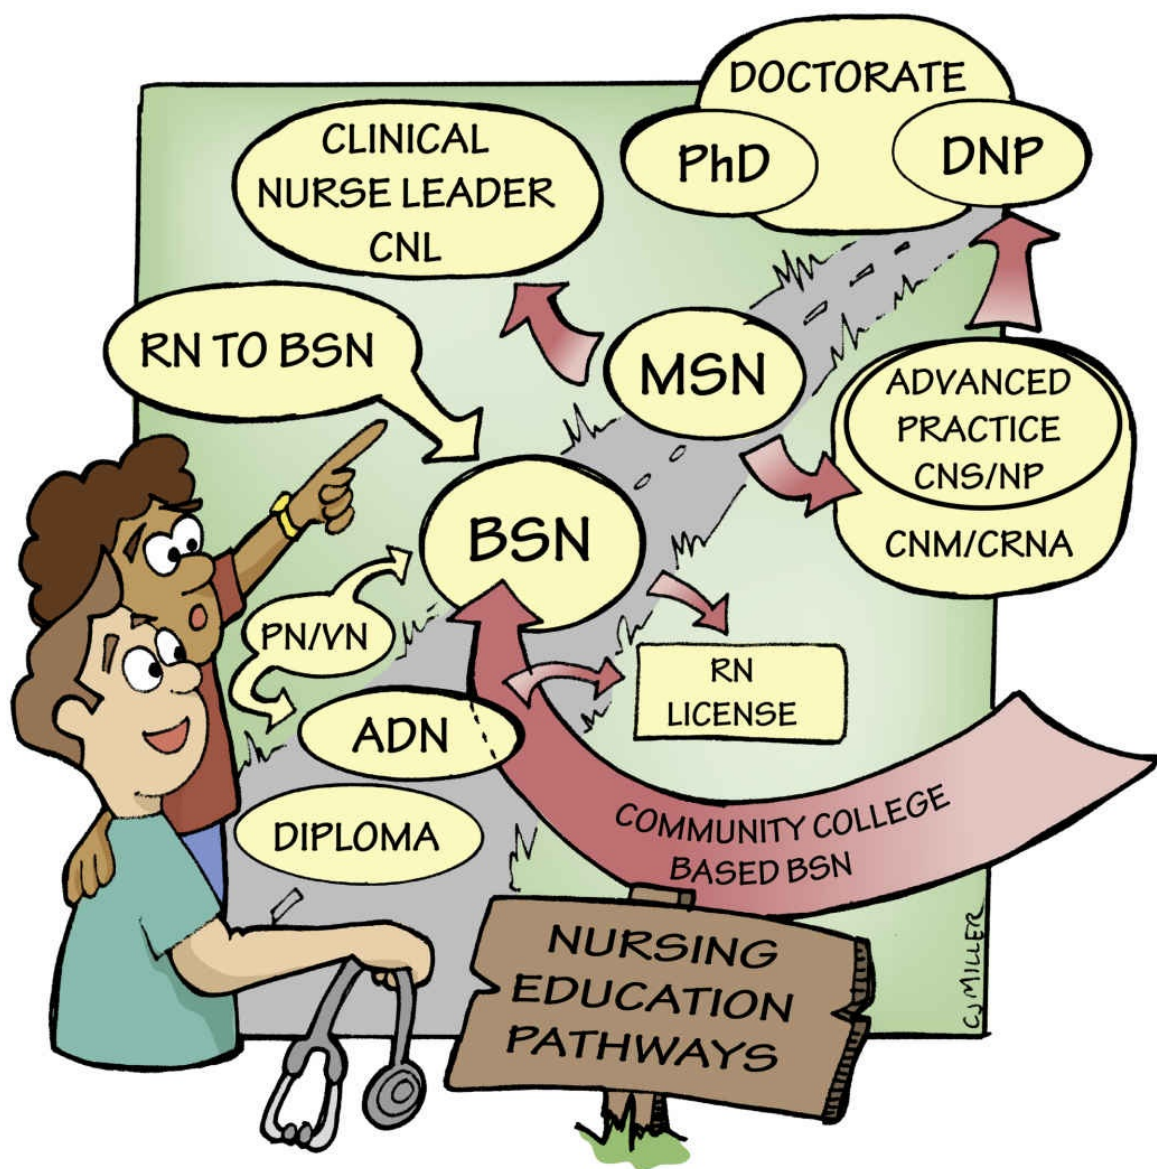 DOCTORATE
PhD
DNP
CLINICAL
NURSE LEADER
CNL
RN TO BSN
MSN
ADVANCED
PRACTICE
CNS/NP
CNM/CRNA
BSN
PN/VN
RN
LICENSE
ADN
DIPLOMA
COMMUNITY COLLEGE
BASED BSN
NURSING
EDUCATION
PATHWAYS
CJ MILLER